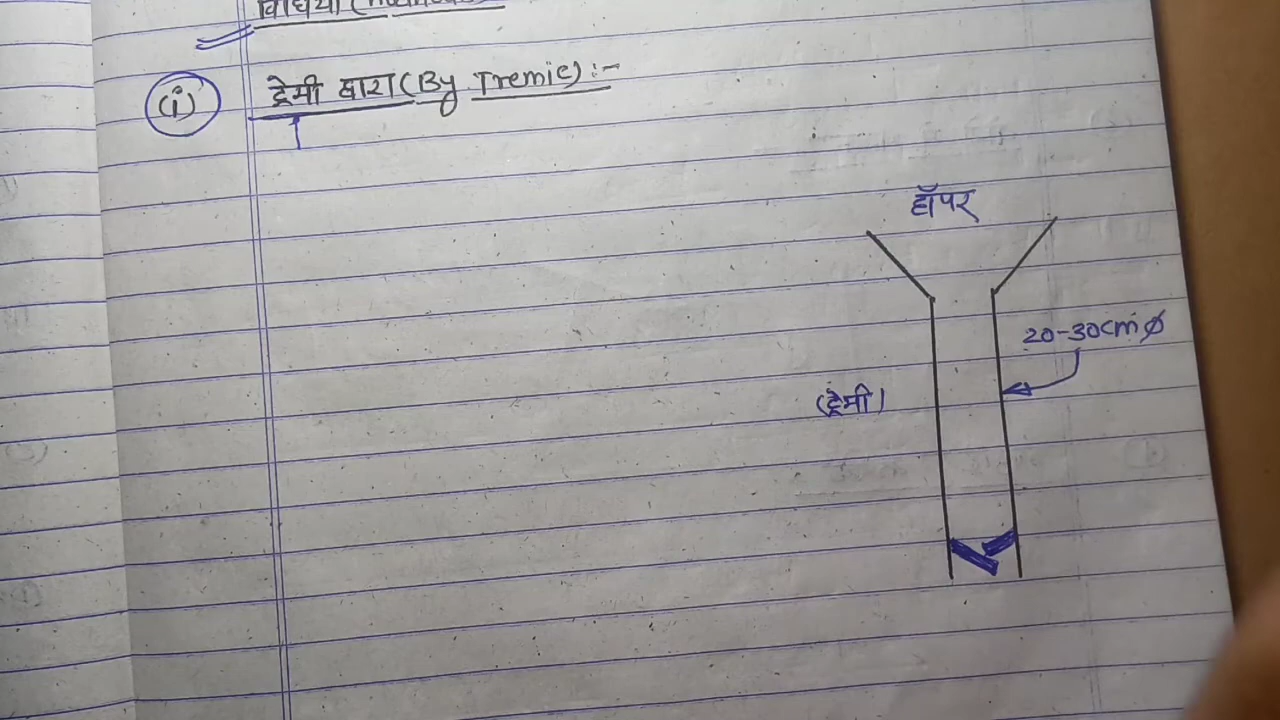 विधियाँ
(i) ट्रेमी द्वारा (By Tremie) :-
हॉपर
20-30cm ϕ
(ट्रेमी)